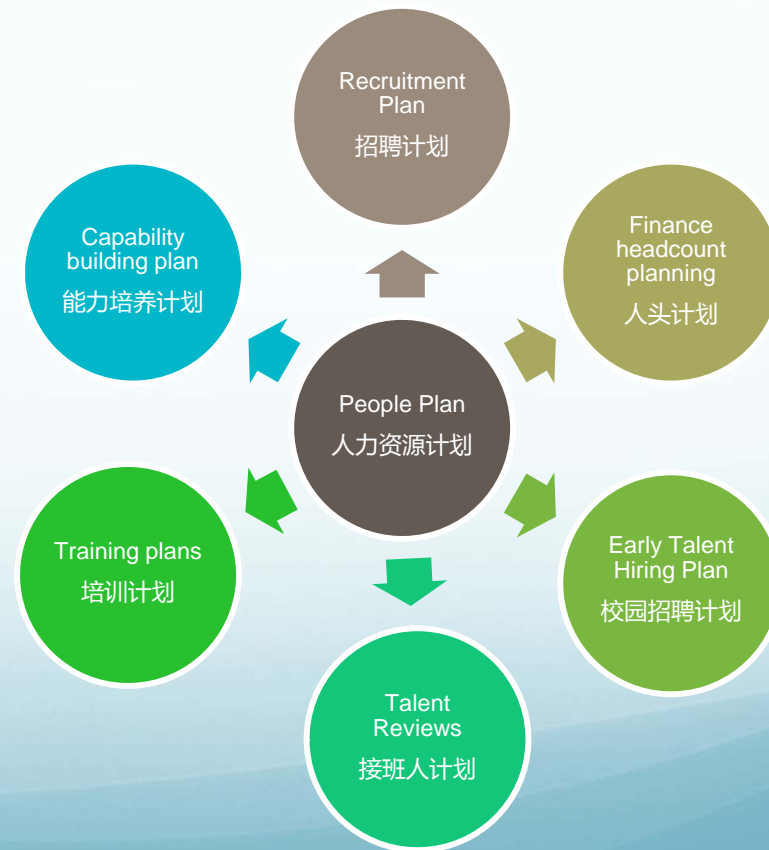 Recruitment
Plan
招聘计划
Finance
headcount
planning
人头计划
Early Talent
Hiring Plan
校园招聘计划
Talent
Reviews
接班人计划
Training plans
培训计划
Capability
building plan
能力培养计划
People Plan
人力资源计划